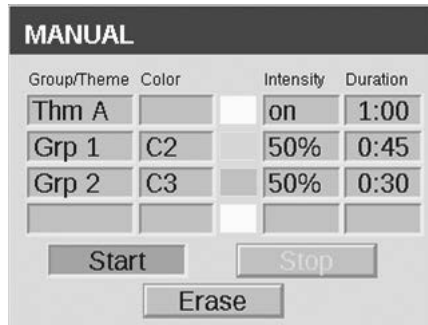 MANUAL
Group/Theme Color Intensity Duration
Thm A on 1:00
Grp 1 C2 50% 0:45
Grp 2 C3 50% 0:30
Start Stop
Erase